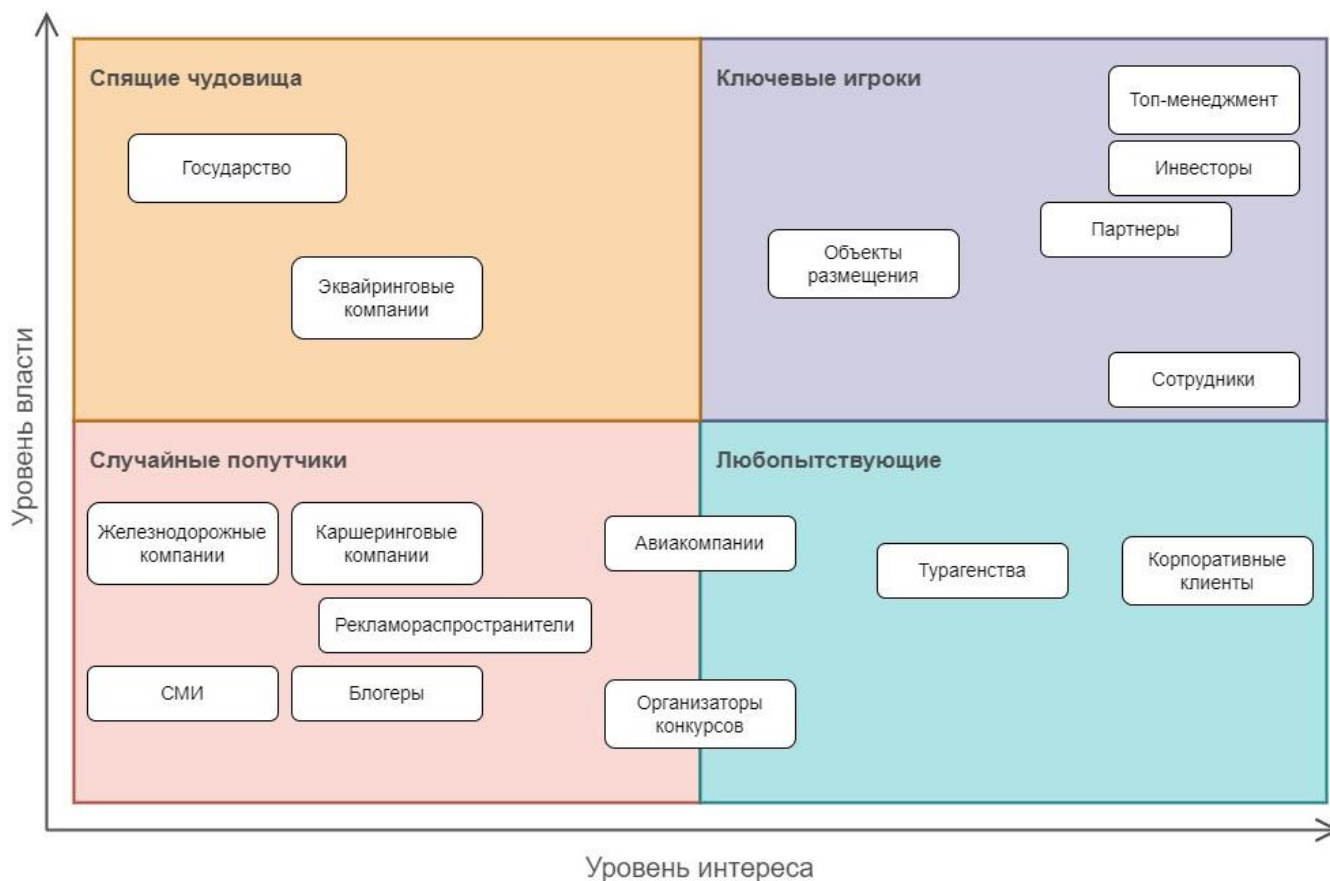 Спящие чудовища
Государство
Эквайринговые
компании
Ключевые игроки
Топ-менеджмент
Инвесторы
Партнеры
Объекты
размещения
Сотрудники
Уровень власти
Случайные попутчики
Железнодорожные
компании
Каршеринговые
компании
Рекламораспространители
СМИ
Блогеры
Авиакомпании
Организаторы
конкурсов
Любопытствующие
Турагенства
Корпоративные
клиенты
Уровень интереса